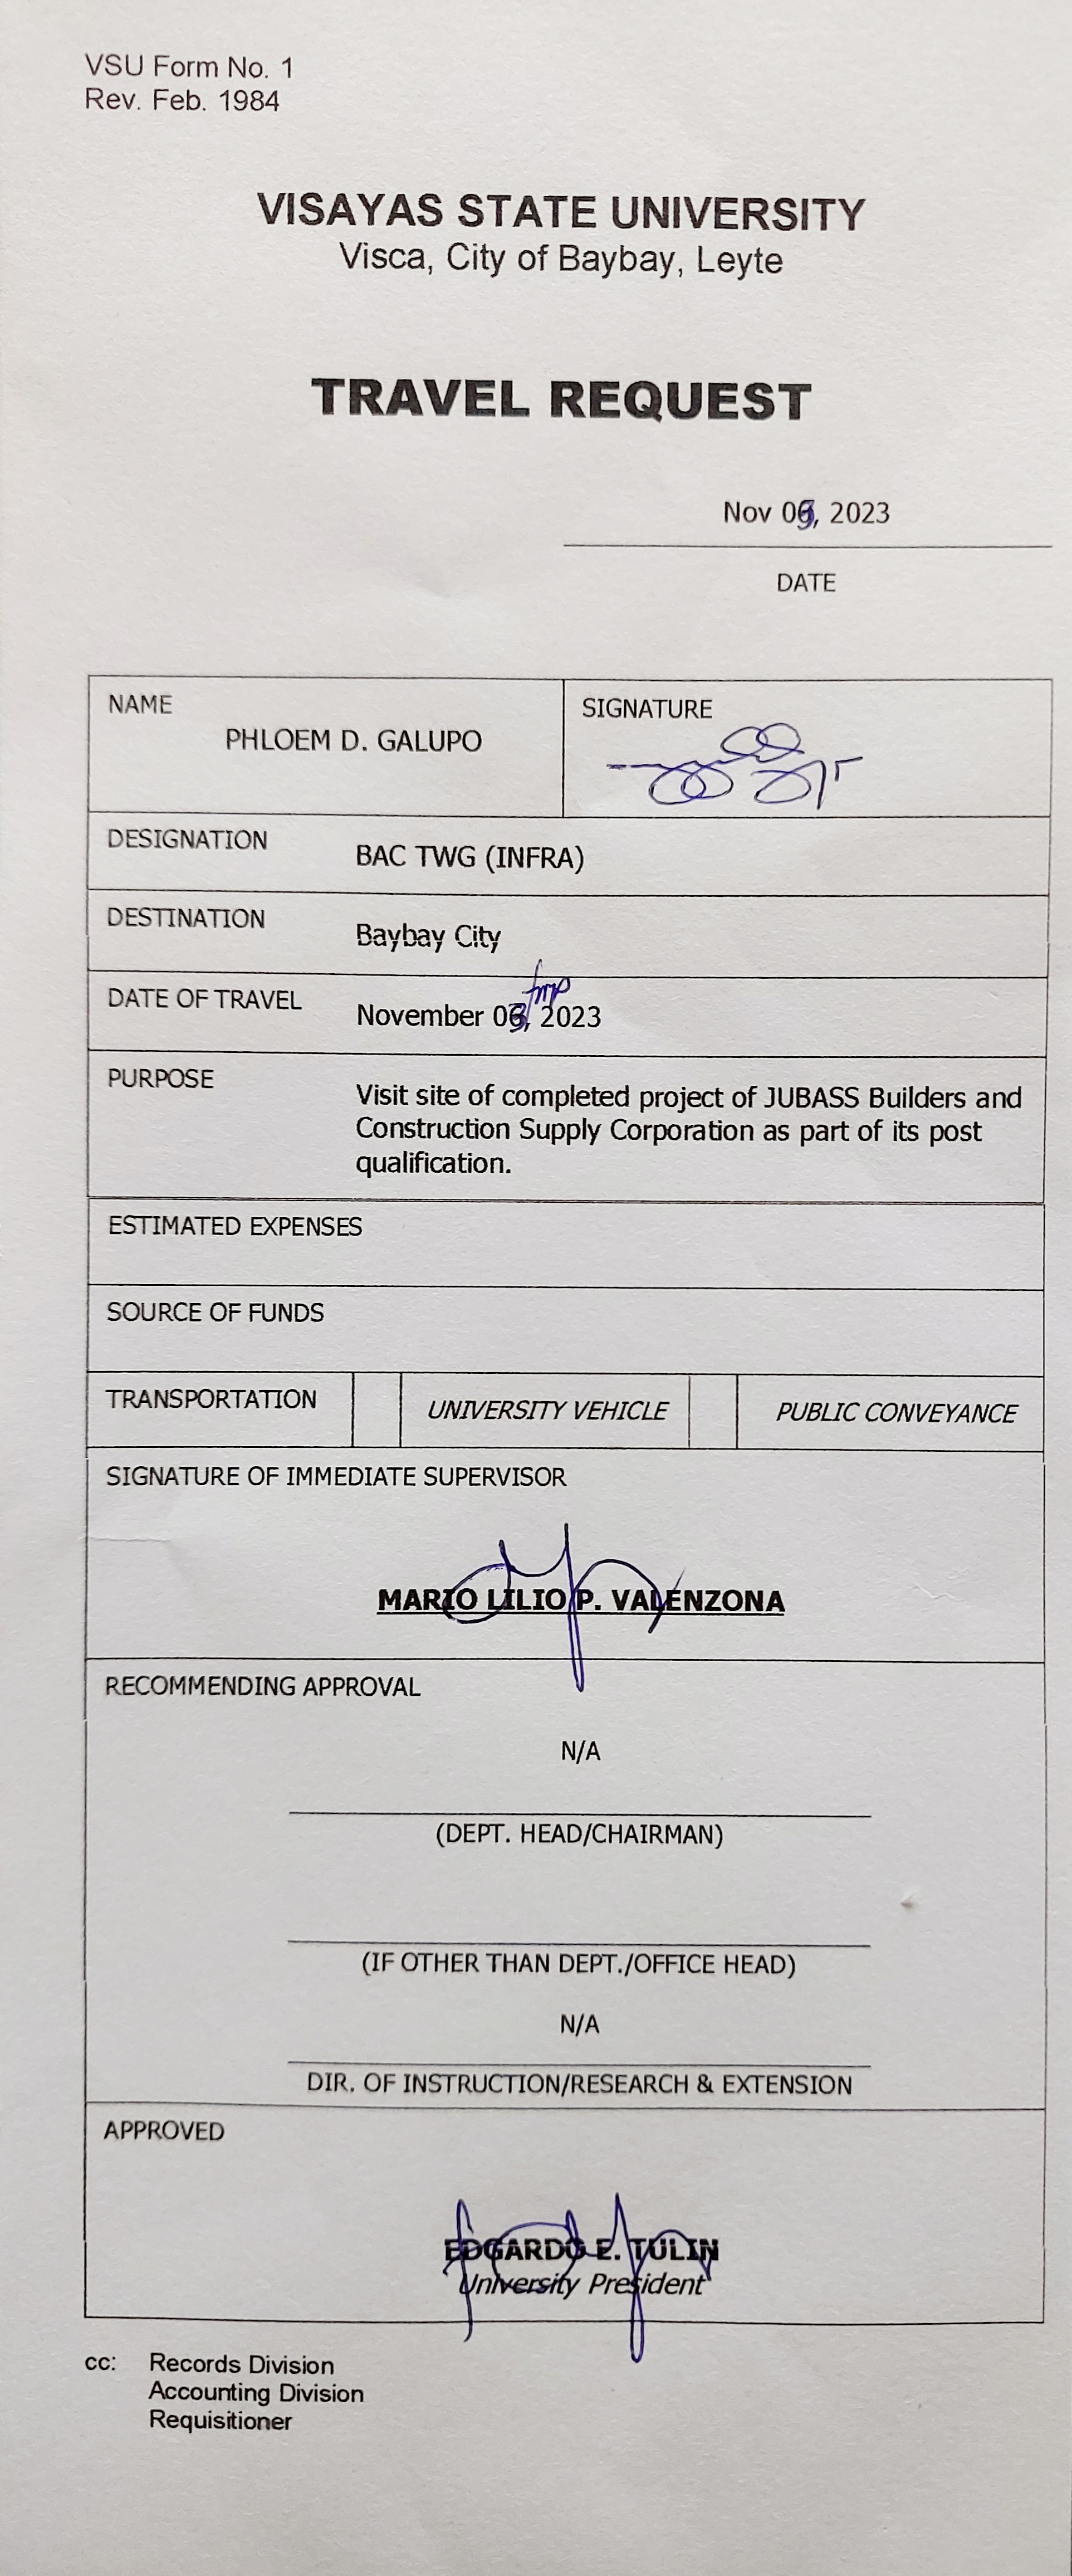 VSU Form No. 1
Rev. Feb. 1984
VISAYAS STATE UNIVERSITY
Visca, City of Baybay, Leyte
TRAVEL REQUEST
Nov 2023
DATE
NAME
PHLOEM D. GALUPO
SIGNATURE
DESIGNATION
BAC TWG (INFRA)
DESTINATION
Baybay City
DATE OF TRAVEL
November 2023
PURPOSE
Visit site of completed project of JUBASS Builders and
Construction Supply Corporation as part of its post
qualification.
ESTIMATED EXPENSES
SOURCE OF FUNDS
TRANSPORTATION
UNIVERSITY VEHICLE
PUBLIC CONVEYANCE
SIGNATURE OF IMMEDIATE SUPERVISOR
MARIO LILIO P. VALENZONA
RECOMMENDING APPROVAL
N/A
(DEPT. HEAD/CHAIRMAN)
(IF OTHER THAN DEPT./OFFICE HEAD)
N/A
DIR. OF INSTRUCTION/RESEARCH & EXTENSION
APPROVED
EDGARDO E. TULIN
University President
cc: Records Division
Accounting Division
Requisitioner